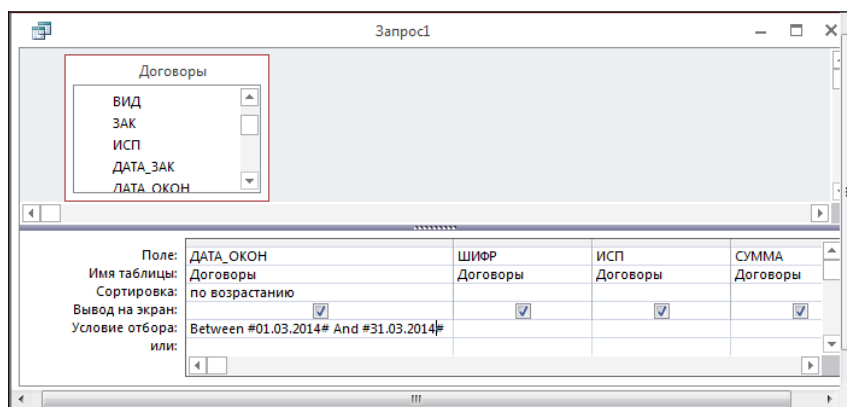 Запрос1
Договоры
ВИД
ЗАК
ИСП
ДАТА_ЗАК
ДАТА_ОКОН
Поле: ДАТА_ОКОН ШИФР ИСП СУММА
Имя таблицы: Договоры Договоры Договоры Договоры
Сортировка: по возрастанию
Вывод на экран:
Условие отбора: Between #01.03.2014# And #31.03.2014#
или: